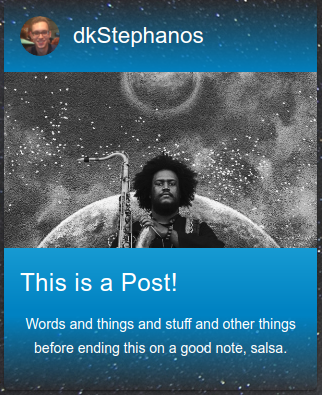 dkStephanos
This is a Post!
Words and things and stuff and other things
before ending this on a good note, salsa.